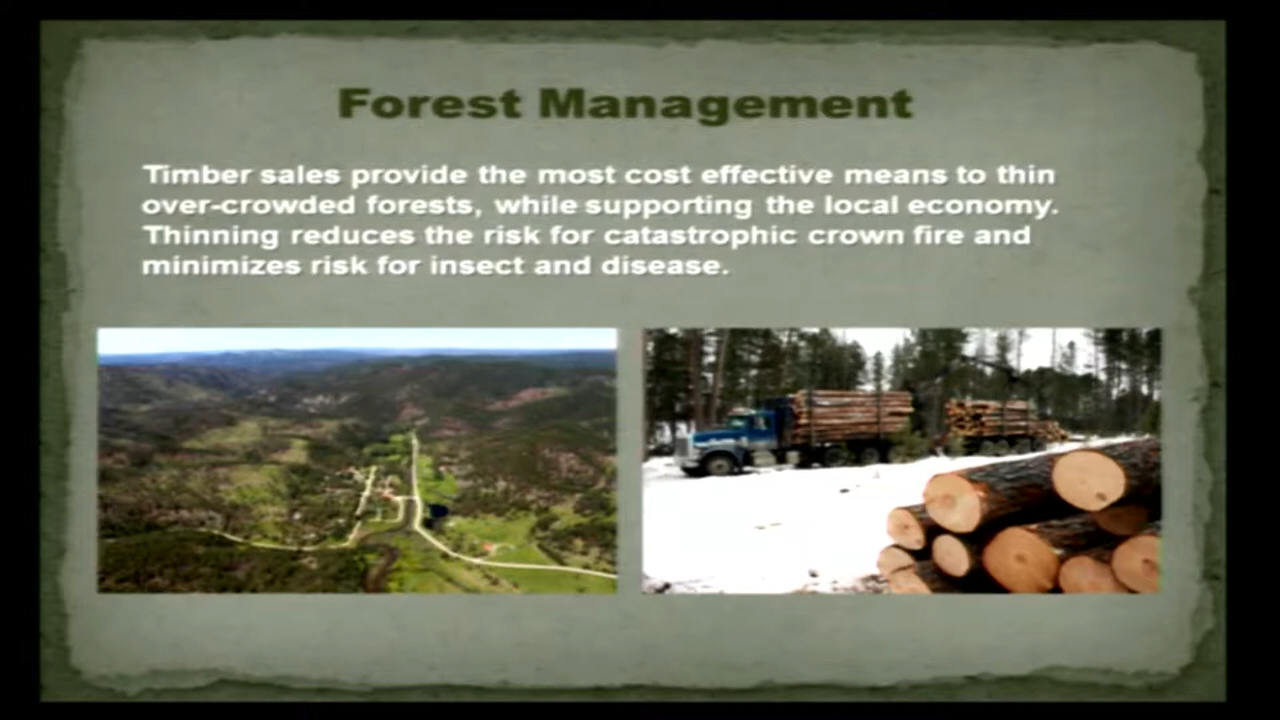 Forest Management
Timber sales provide the most cost effective means to thin
over-crowded forests, while supporting the local economy.
Thinning reduces the risk for catastrophic crown fire and
minimizes risk for insect and disease.